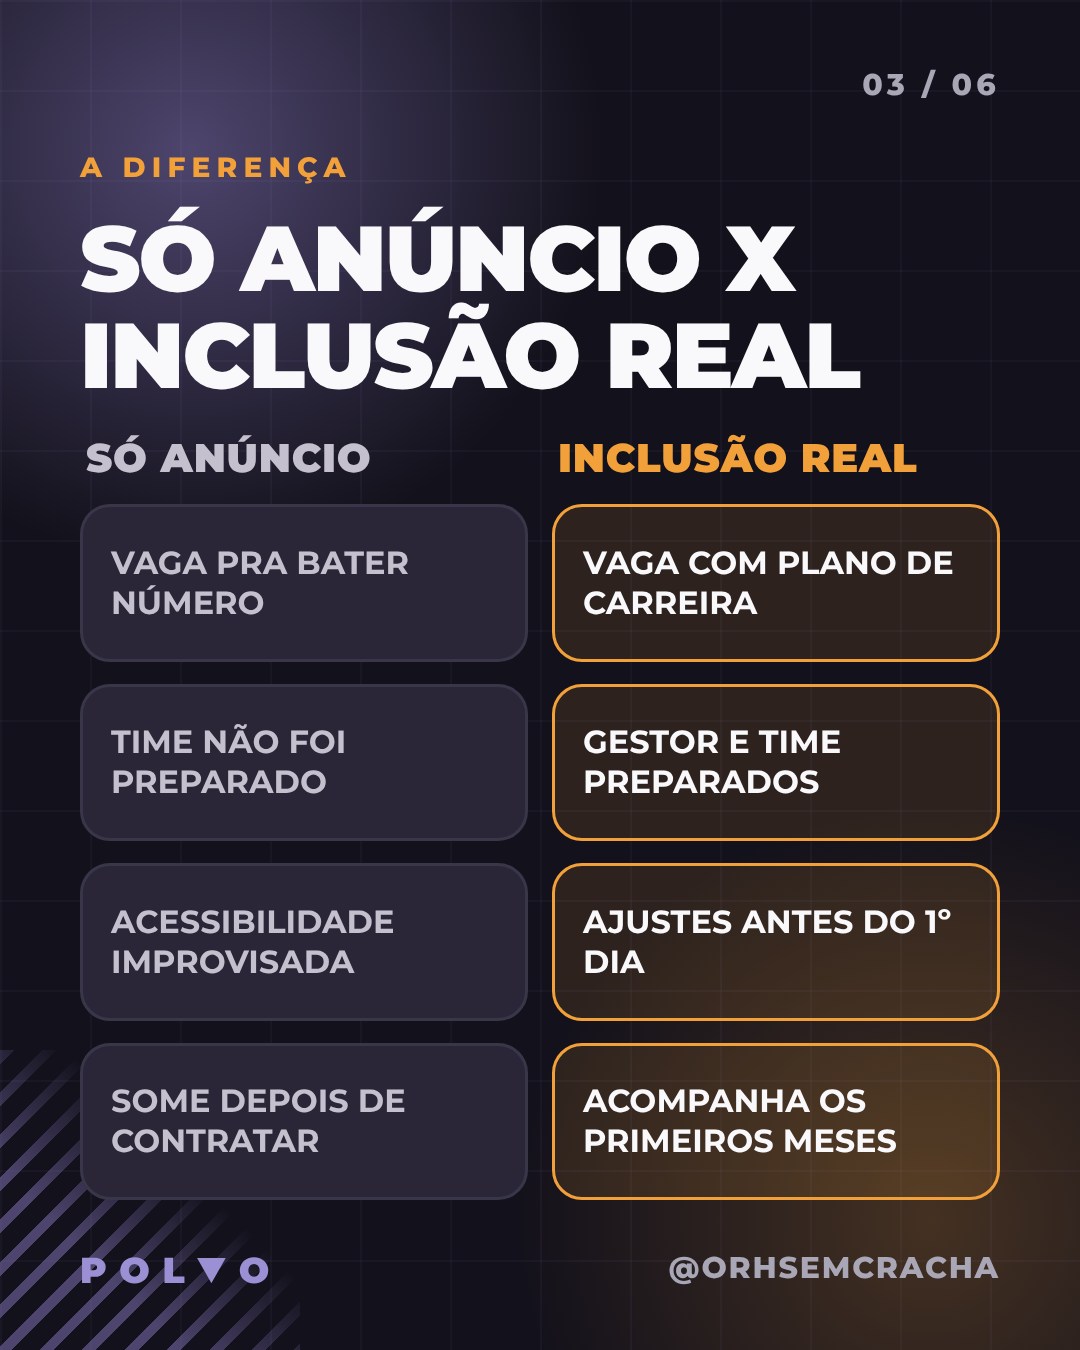 03 / 06
A DIFERENÇA
SÓ ANÚNCIO X
INCLUSÃO REAL
SÓ ANÚNCIO
INCLUSÃO REAL
VAGA PRA BATER
NÚMERO
VAGA COM PLANO DE
CARREIRA
TIME NÃO FOI
PREPARADO
GESTOR E TIME
PREPARADOS
ACESSIBILIDADE
IMPROVISADA
AJUSTES ANTES DO 1º
DIA
SOME DEPOIS DE
CONTRATAR
ACOMPANHA OS
PRIMEIROS MESES
POLVO
@ORHSEMCRACHA